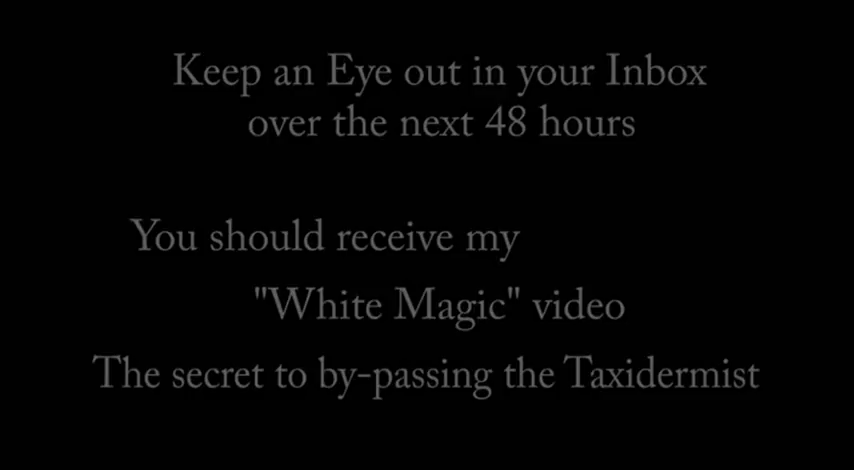 Keep an Eye out in your Inbox
over the next 48 hours
You should receive my
"White Magic" video
The secret to by-passing the Taxidermist